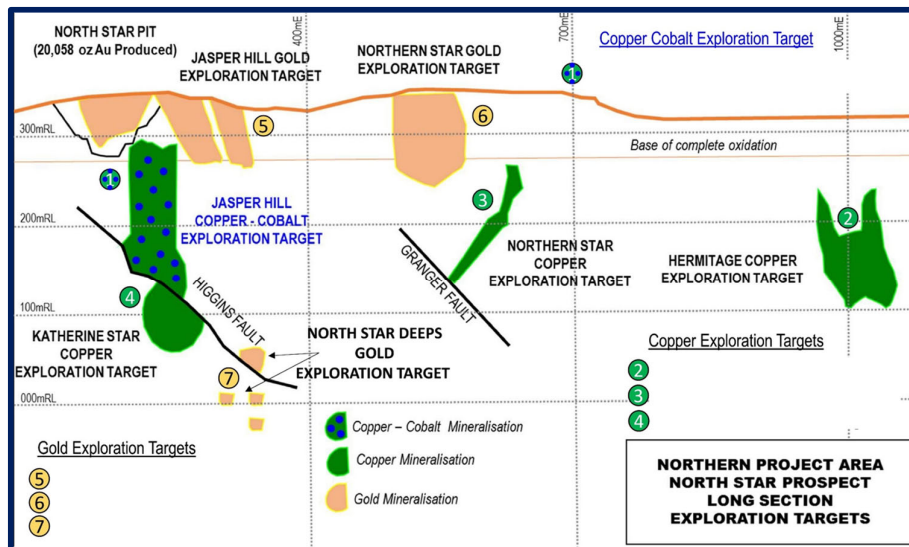 NORTH STAR PIT
(20,058 oz Au Produced)
JASPER HILL GOLD
EXPLORATION TARGET
400mE
NORTHERN STAR GOLD
EXPLORATION TARGET
700mE
Copper Cobalt Exploration Target
1
1000mE
5
6
300mRL
Base of complete oxidation
1
JASPER HILL
COPPER - COBALT
EXPLORATION TARGET
3
200mRL
2
NORTHERN STAR
COPPER
EXPLORATION TARGET
HERMITAGE COPPER
EXPLORATION TARGET
GRANGER FAULT
4
HIGGINS FAULT
100mRL
KATHERINE STAR
COPPER
EXPLORATION TARGET
NORTH STAR DEEPS
GOLD
EXPLORATION TARGET
7
000mRL
Copper Exploration Targets
2
3
4
Gold Exploration Targets
5
6
7
Copper – Cobalt Mineralisation
Copper Mineralisation
Gold Mineralisation
NORTHERN PROJECT AREA
NORTH STAR PROSPECT
LONG SECTION
EXPLORATION TARGETS